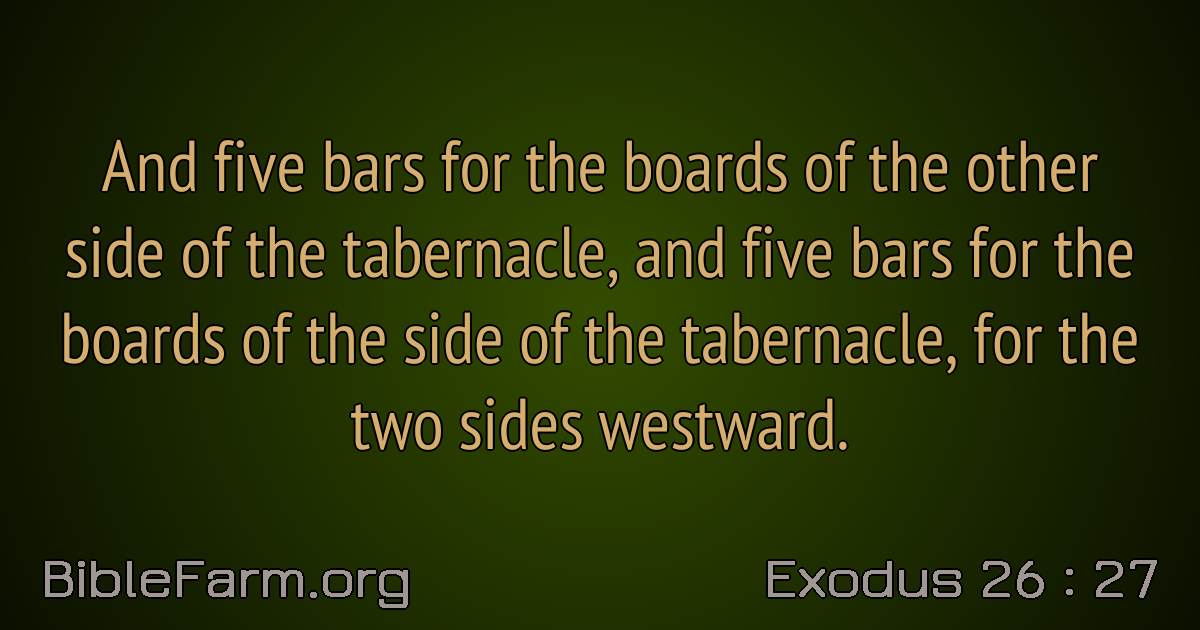 And five bars for the boards of the other
side of the tabernacle, and five bars for the
boards of the side of the tabernacle, for the
two sides westward.
BibleFarm.org
Exodus 26 : 27